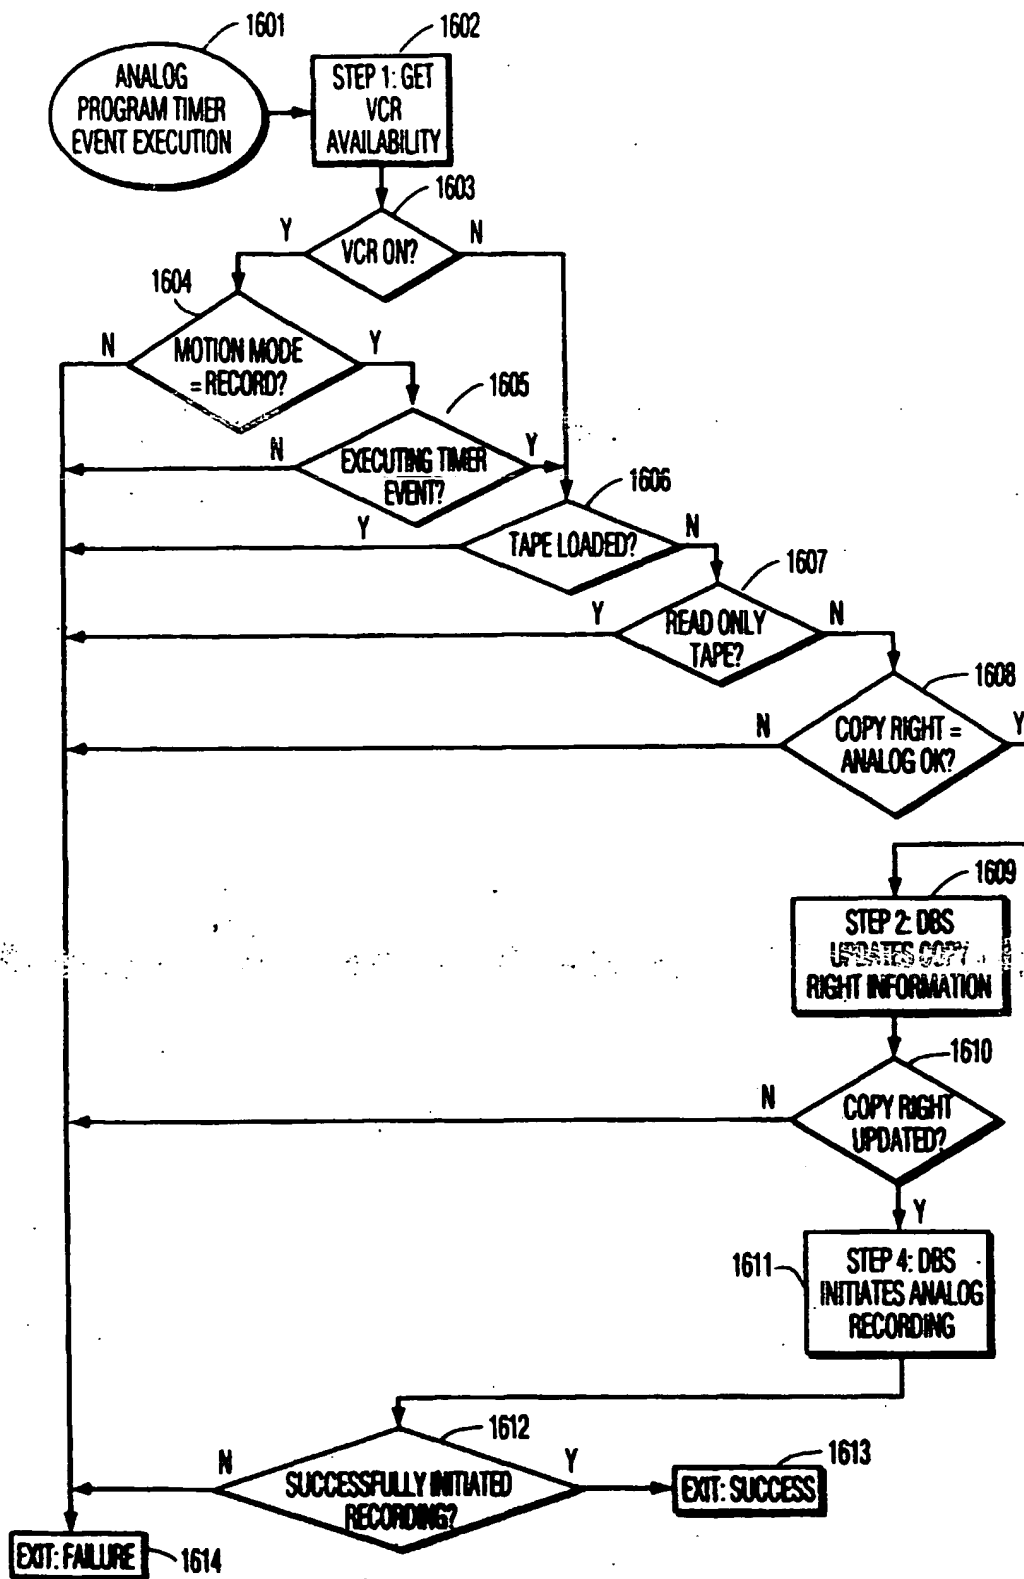 1601
ANALOG
PROGRAM TIMER
EVENT EXECUTION
1602
STEP 1: GET
VCR
AVAILABILITY
1603
Y
VCR ON?
N
1604
N
MOTION MODE
= RECORD?
Y
1605
N
EXECUTING TIMER
EVENT?
Y
1606
Y
TAPE LOADED?
N
1607
Y
READ ONLY
TAPE?
N
1608
N
COPY RIGHT =
ANALOG OK?
Y
1609
STEP 2: DBS
UPDATES COPY
RIGHT INFORMATION
1610
N
COPY RIGHT
UPDATED?
Y
1611
STEP 4: DBS
INITIATES ANALOG
RECORDING
1612
N
SUCCESSFULLY INITIATED
RECORDING?
Y
1613
EXIT: SUCCESS
EXIT: FAILURE
1614